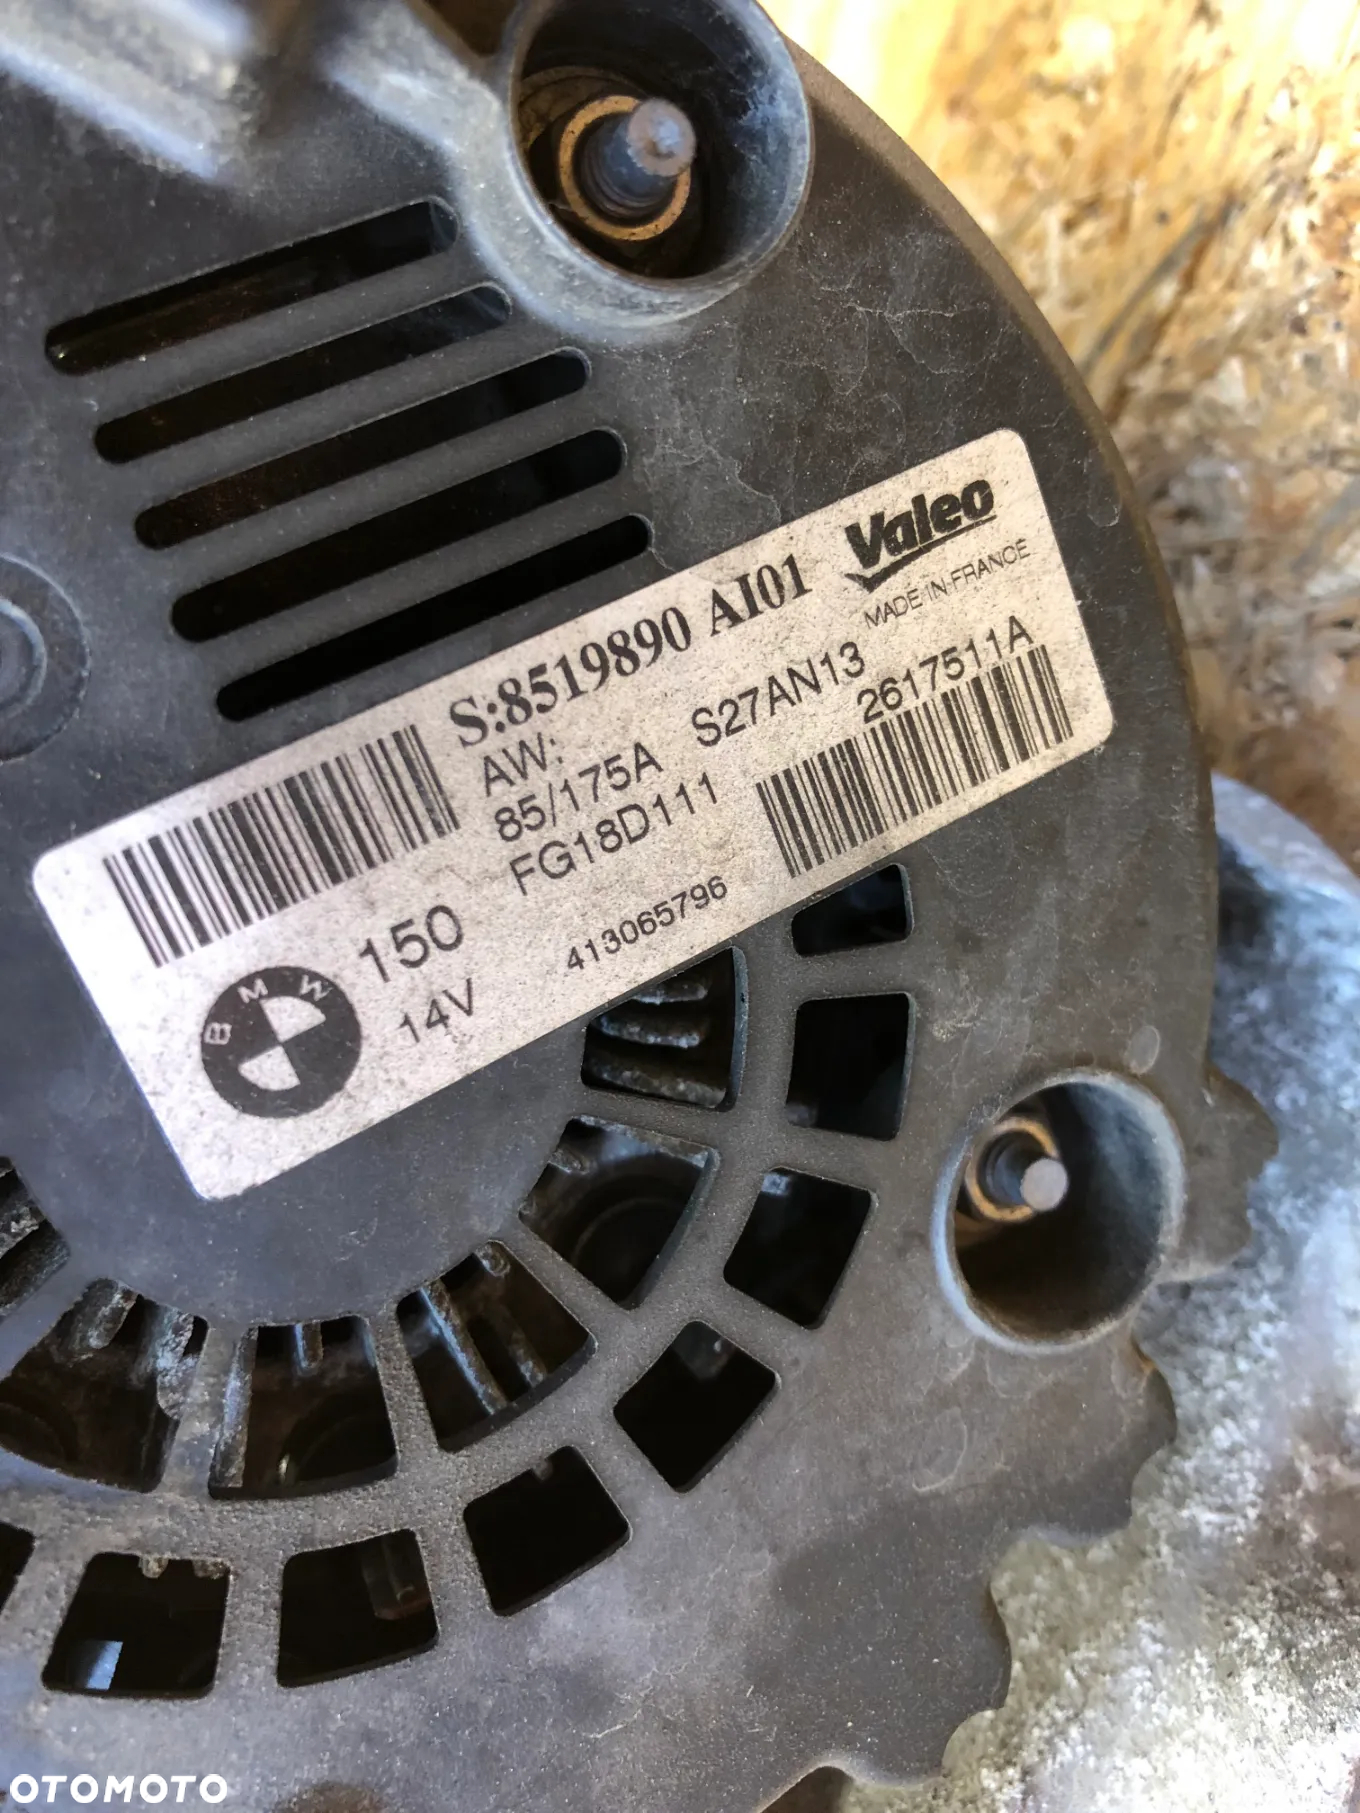 Valeo
MADE IN FRANCE
S:8519890 AI01
AW:
85/175A S27AN13
FG18D111
2617511A
150
14V
413065796
BMW
OTOMOTO